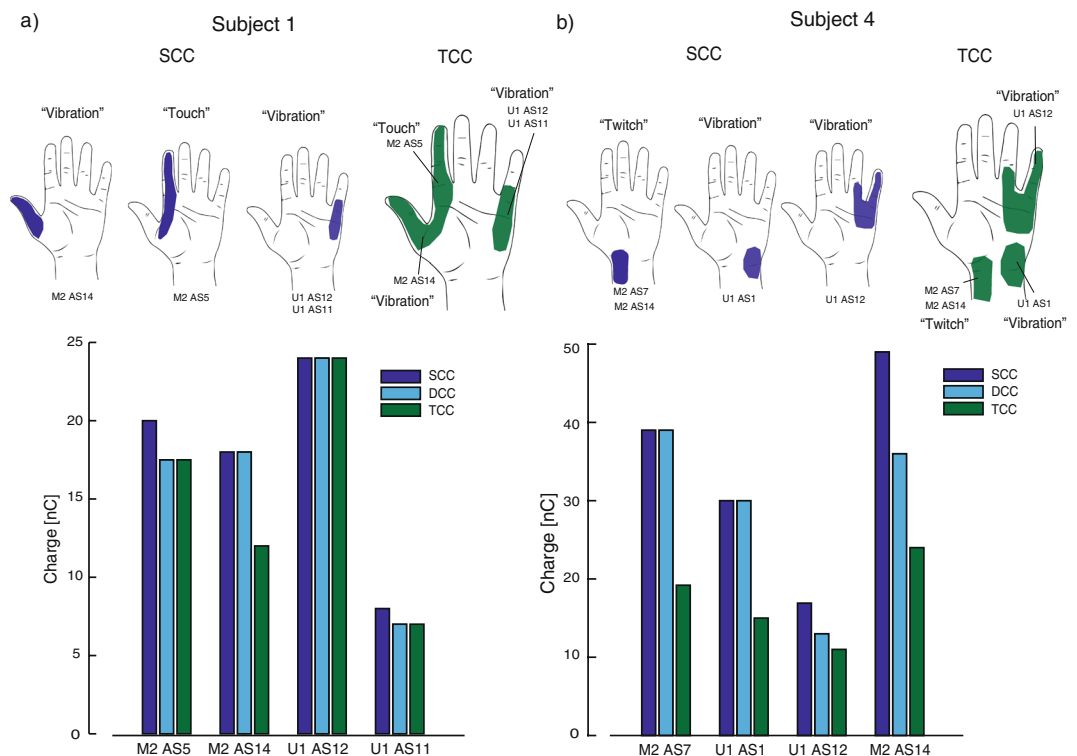 a)
Subject 1
SCC
TCC
“Vibration”
“Touch”
“Vibration”
M2 AS14
M2 AS5
U1 AS12
U1 AS11
“Touch”
M2 AS5
“Vibration”
U1 AS12
U1 AS11
M2 AS14
“Vibration”
25
20
15
10
5
0
Charge [nC]
SCC
DCC
TCC
M2 AS5
M2 AS14
U1 AS12
U1 AS11
b)
Subject 4
SCC
TCC
“Twitch”
“Vibration”
“Vibration”
M2 AS7
M2 AS14
U1 AS1
U1 AS12
“Vibration”
U1 AS12
M2 AS7
M2 AS14
“Twitch”
U1 AS1
“Vibration”
50
40
30
20
10
0
Charge [nC]
SCC
DCC
TCC
M2 AS7
U1 AS1
U1 AS12
M2 AS14